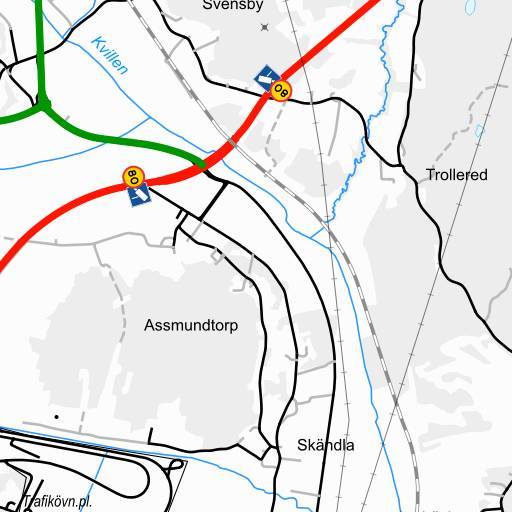 Svensby
Kvillen
80
80
Trollered
Assmundtorp
Skändla
Trafikövn.pl.